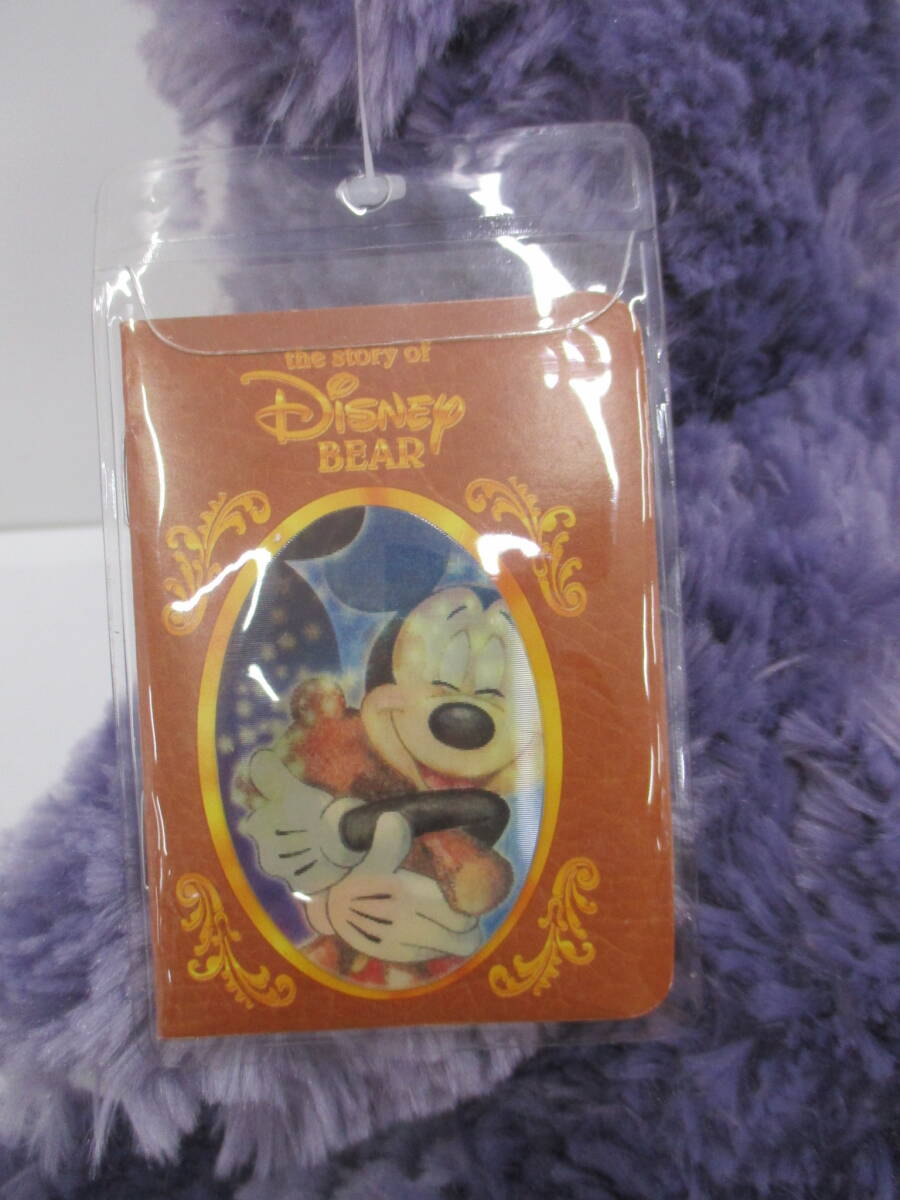 the story of
Disney
BEAR